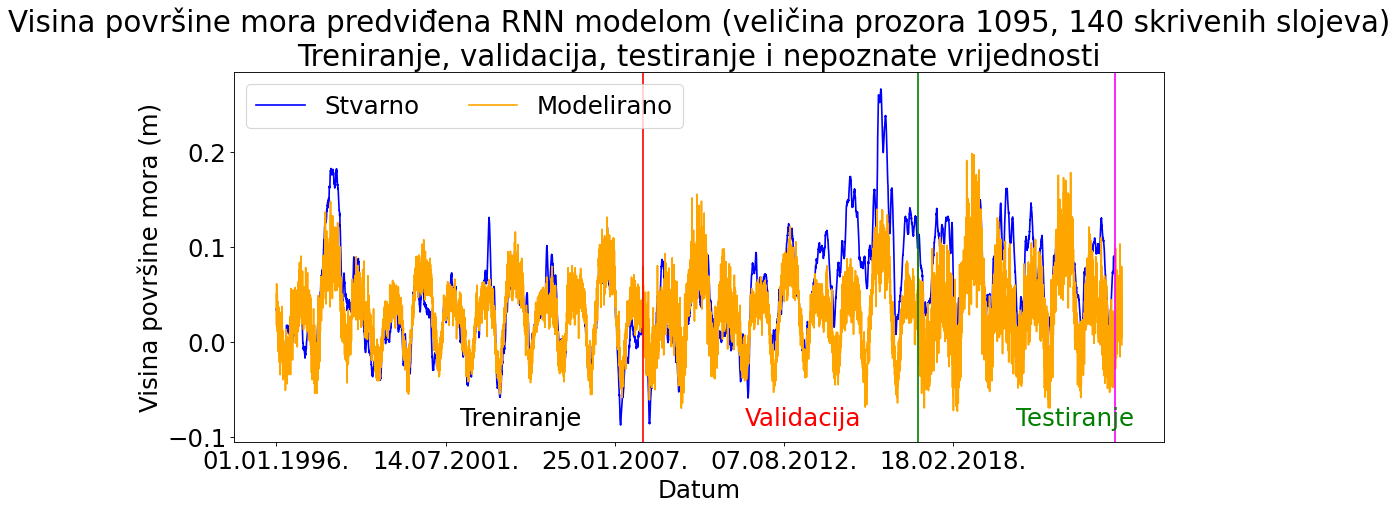 Visina površine mora predviđena RNN modelom (veličina prozora 1095, 140 skrivenih slojeva)
Treniranje, validacija, testiranje i nepoznate vrijednosti
Stvarno
Modelirano
Visina površine mora (m)
0.2
0.1
0.0
−0.1
Treniranje
Validacija
Testiranje
01.01.1996.
14.07.2001.
25.01.2007.
07.08.2012.
18.02.2018.
Datum